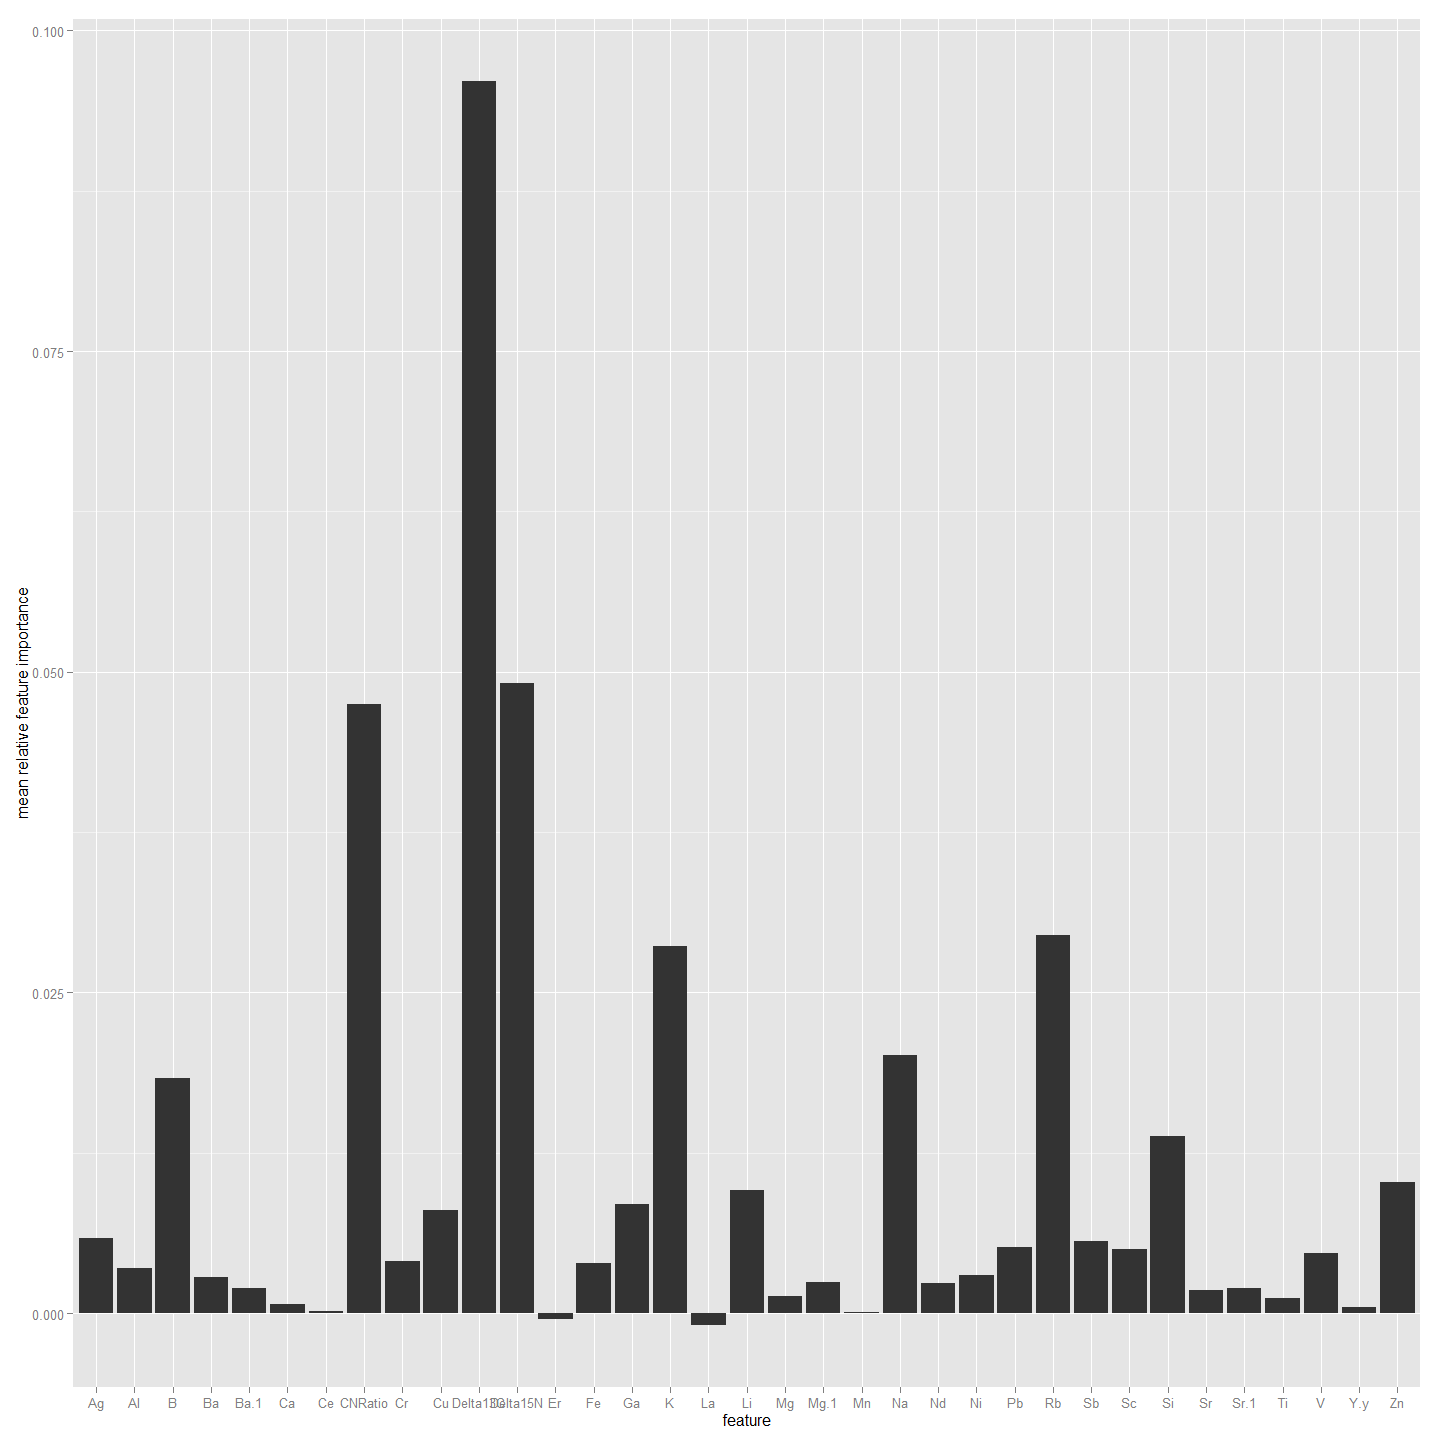 0.100
0.075
0.050
0.025
0.000
mean relative feature importance
Ag Al B Ba Ba.1 Ca Ce CNRatio Cr Cu Delta13C Delta15N Er Fe Ga K La Li Mg Mg.1 Mn Na Nd Ni Pb Rb Sb Sc Si Sr Sr.1 Ti V Y.y Zn
feature